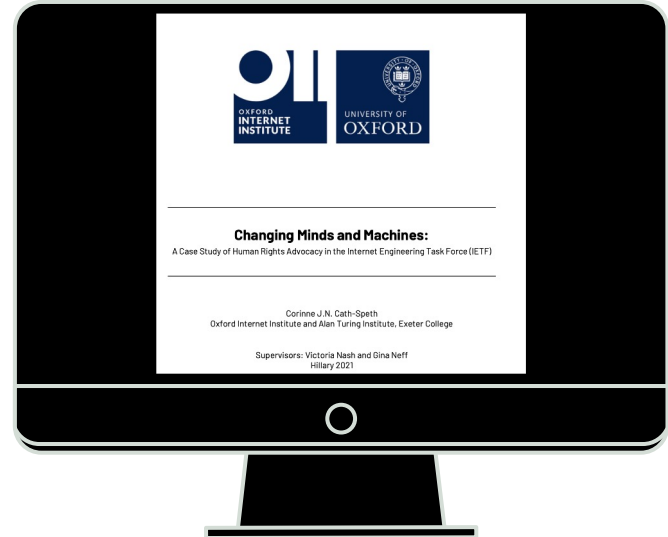 OII
OXFORD
INTERNET
INSTITUTE
UNIVERSITY OF
OXFORD
Changing Minds and Machines:
A Case Study of Human Rights Advocacy in the Internet Engineering Task Force (IETF)
Corinne J.N. Cath-Speth
Oxford Internet Institute and Alan Turing Institute, Exeter College
Supervisors: Victoria Nash and Gina Neff
Hillary 2021